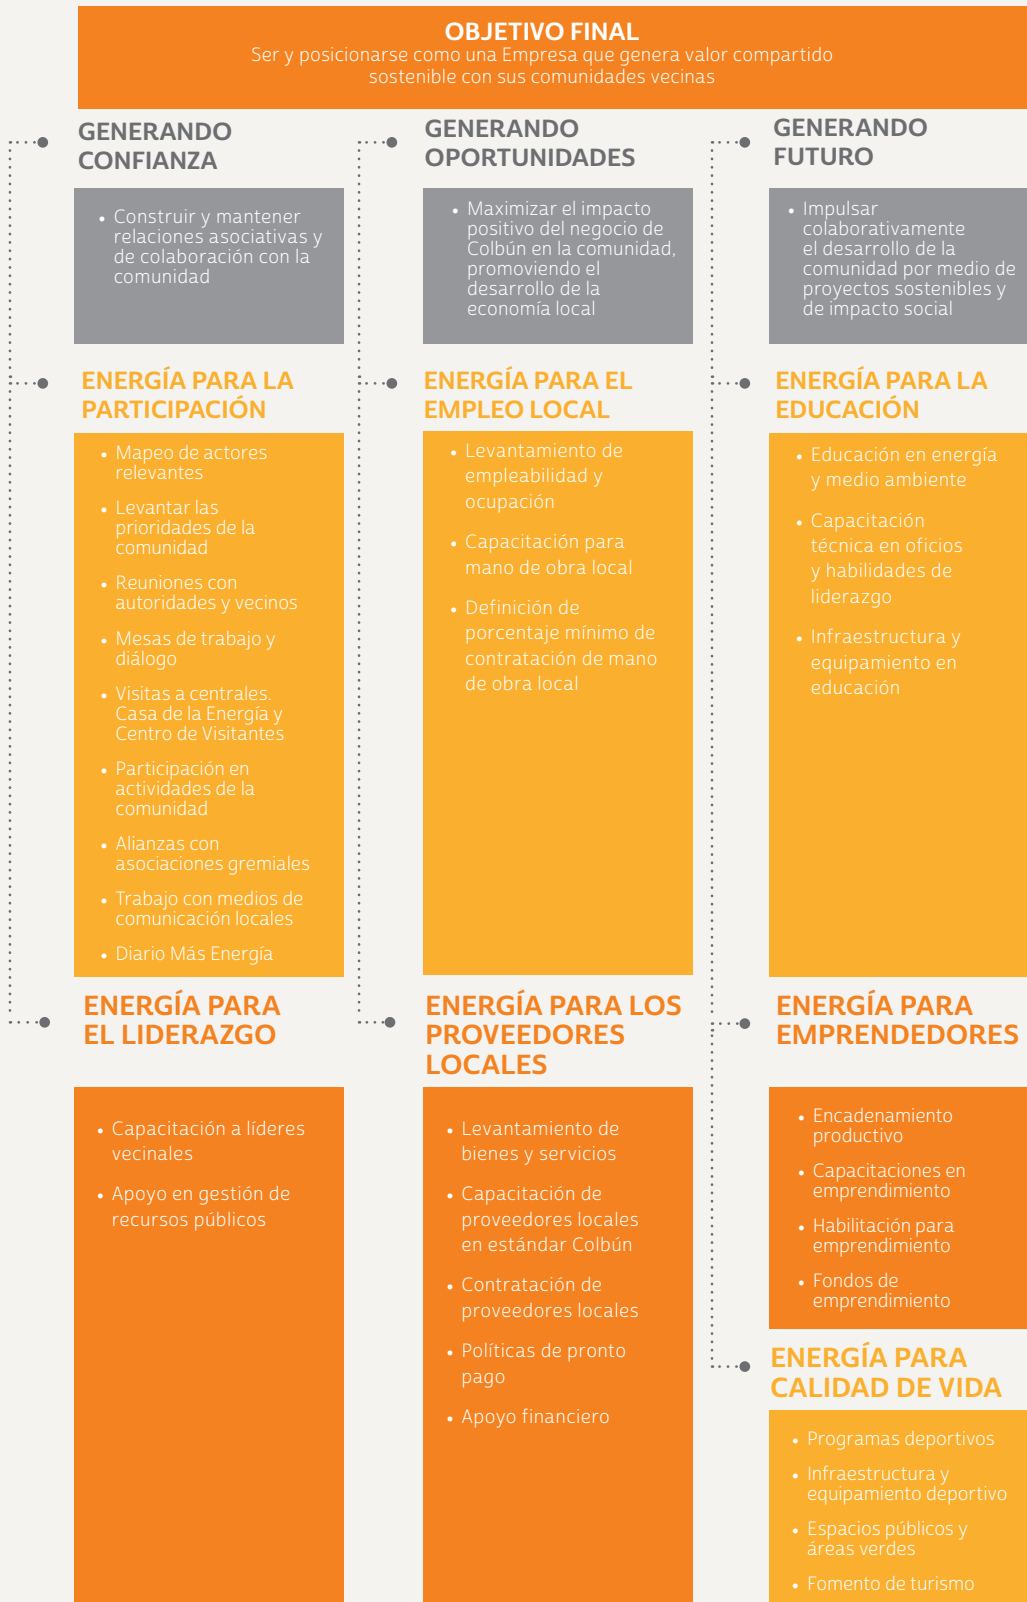 OBJETIVO FINAL
Ser y posicionarse como una Empresa que genera valor compartido
sostenible con sus comunidades vecinas
GENERANDO
CONFIANZA
• Construir y mantener
relaciones asociativas y
de colaboración con la
comunidad
ENERGÍA PARA LA
PARTICIPACIÓN
• Mapeo de actores
relevantes
• Levantar las
prioridades de la
comunidad
• Reuniones con
autoridades y vecinos
• Mesas de trabajo y
diálogo
• Visitas a centrales.
Casa de la Energía y
Centro de Visitantes
• Participación en
actividades de la
comunidad
• Alianzas con
asociaciones gremiales
• Trabajo con medios de
comunicación locales
• Diario Más Energía
ENERGÍA PARA
EL LIDERAZGO
• Capacitación a líderes
vecinales
• Apoyo en gestión de
recursos públicos
GENERANDO
OPORTUNIDADES
• Maximizar el impacto
positivo del negocio de
Colbún en la comunidad,
promoviendo el
desarrollo de la
economía local
ENERGÍA PARA EL
EMPLEO LOCAL
• Levantamiento de
empleabilidad y
ocupación
• Capacitación para
mano de obra local
• Definición de
porcentaje mínimo de
contratación de mano
de obra local
ENERGÍA PARA LOS
PROVEEDORES
LOCALES
• Levantamiento de
bienes y servicios
• Capacitación de
proveedores locales
en estándar Colbún
• Contratación de
proveedores locales
• Políticas de pronto
pago
• Apoyo financiero
GENERANDO
FUTURO
• Impulsar
colaborativamente
el desarrollo de la
comunidad por medio de
proyectos sostenibles y
de impacto social
ENERGÍA PARA LA
EDUCACIÓN
• Educación en energía
y medio ambiente
• Capacitación
técnica en oficios
y habilidades de
liderazgo
• Infraestructura y
equipamiento en
educación
ENERGÍA PARA
EMPRENDEDORES
• Encadenamiento
productivo
• Capacitaciones en
emprendimiento
• Habilitación para
emprendimiento
• Fondos de
emprendimiento
ENERGÍA PARA
CALIDAD DE VIDA
• Programas deportivos
• Infraestructura y
equipamiento deportivo
• Espacios públicos y
áreas verdes
• Fomento de turismo